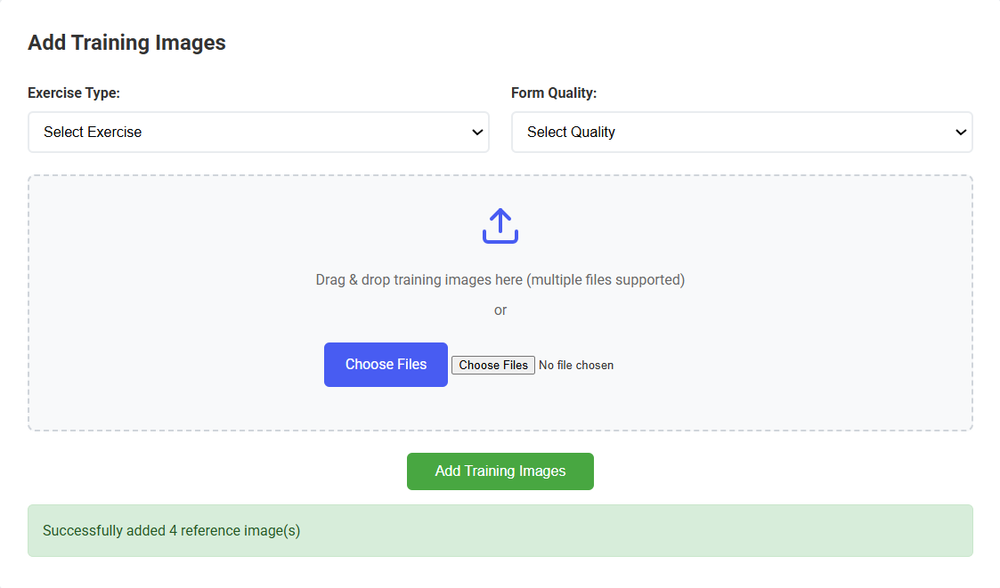 Add Training Images
Exercise Type:
Form Quality:
Select Exercise
Select Quality
Drag & drop training images here (multiple files supported)
or
Choose Files
Choose Files No file chosen
Add Training Images
Successfully added 4 reference image(s)